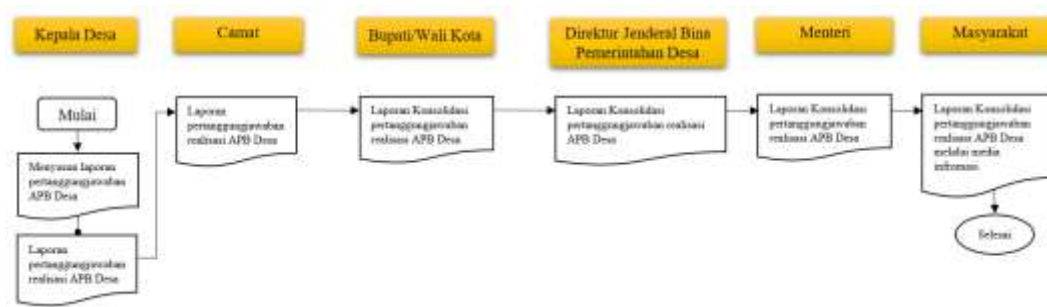 Kepala Desa
Camat
Bupati/Wali Kota
Direktur Jenderal Bina
Pemerintahan Desa
Menteri
Masyarakat
Mulai
Menyusun laporan
pertanggungjawaban
APB Desa
Laporan
pertanggungjawaban
realisasi APB Desa
Laporan
pertanggungjawaban
realisasi APB Desa
Laporan Konsolidasi
pertanggungjawaban
realisasi APB Desa
Laporan Konsolidasi
pertanggungjawaban realisasi
APB Desa
Laporan Konsolidasi
pertanggungjawaban
realisasi APB Desa
Laporan Konsolidasi
pertanggungjawaban
realisasi APB Desa
melalui media
infromasi
Selesai